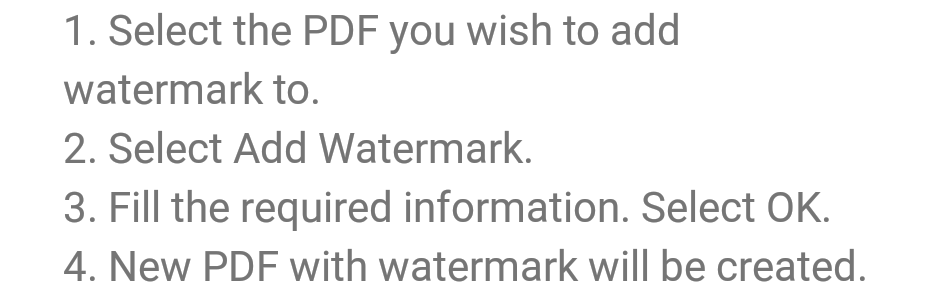 1. Select the PDF you wish to add
watermark to.
2. Select Add Watermark.
3. Fill the required information. Select OK.
4. New PDF with watermark will be created.